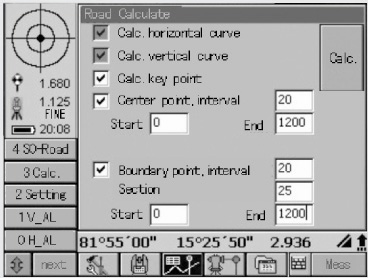 Road Calculate
Calc. horizontal curve
Calc. vertical curve
Calc.
Calc. key point
1.680
Center point, interval 20
1.125
FINE
Start 0 End 1200
20:08
4 SO-Road
3 Calc.
Boundary point, interval 20
Section 25
2 Setting
1 V_AL
Start 0 End 1200
0 H_AL
81°55'00" 15°25'50" 2.936
next
Mess